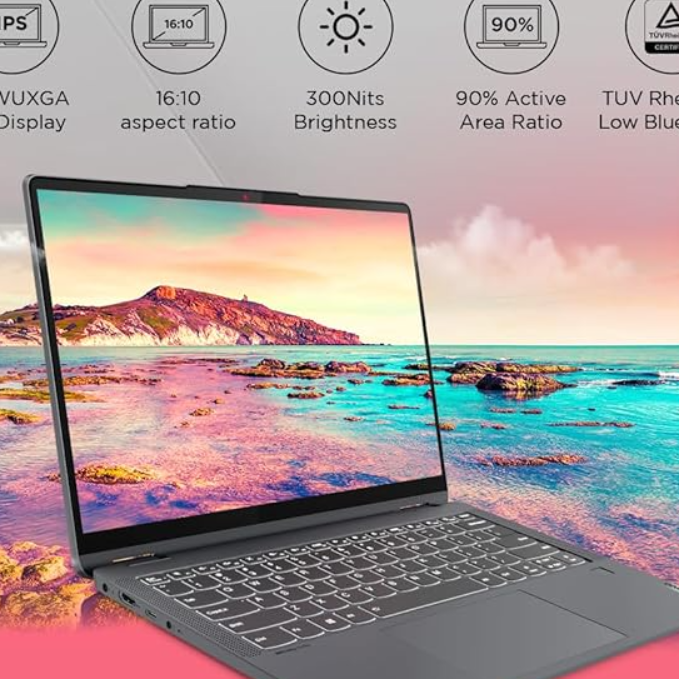 PS
16:10
90%
WUXGA
Display
16:10
aspect ratio
300Nits
Brightness
90% Active
Area Ratio
TUV Rhe
Low Blue